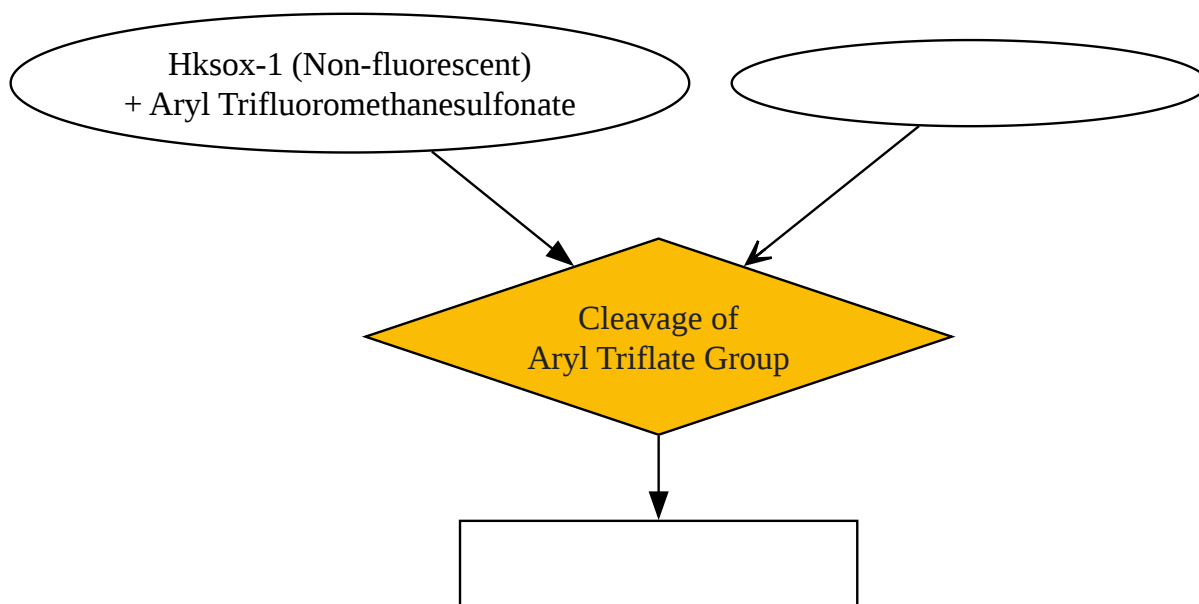 Hksox-1 (Non-fluorescent)
+ Aryl Trifluoromethanesulfonate
Cleavage of
Aryl Triflate Group